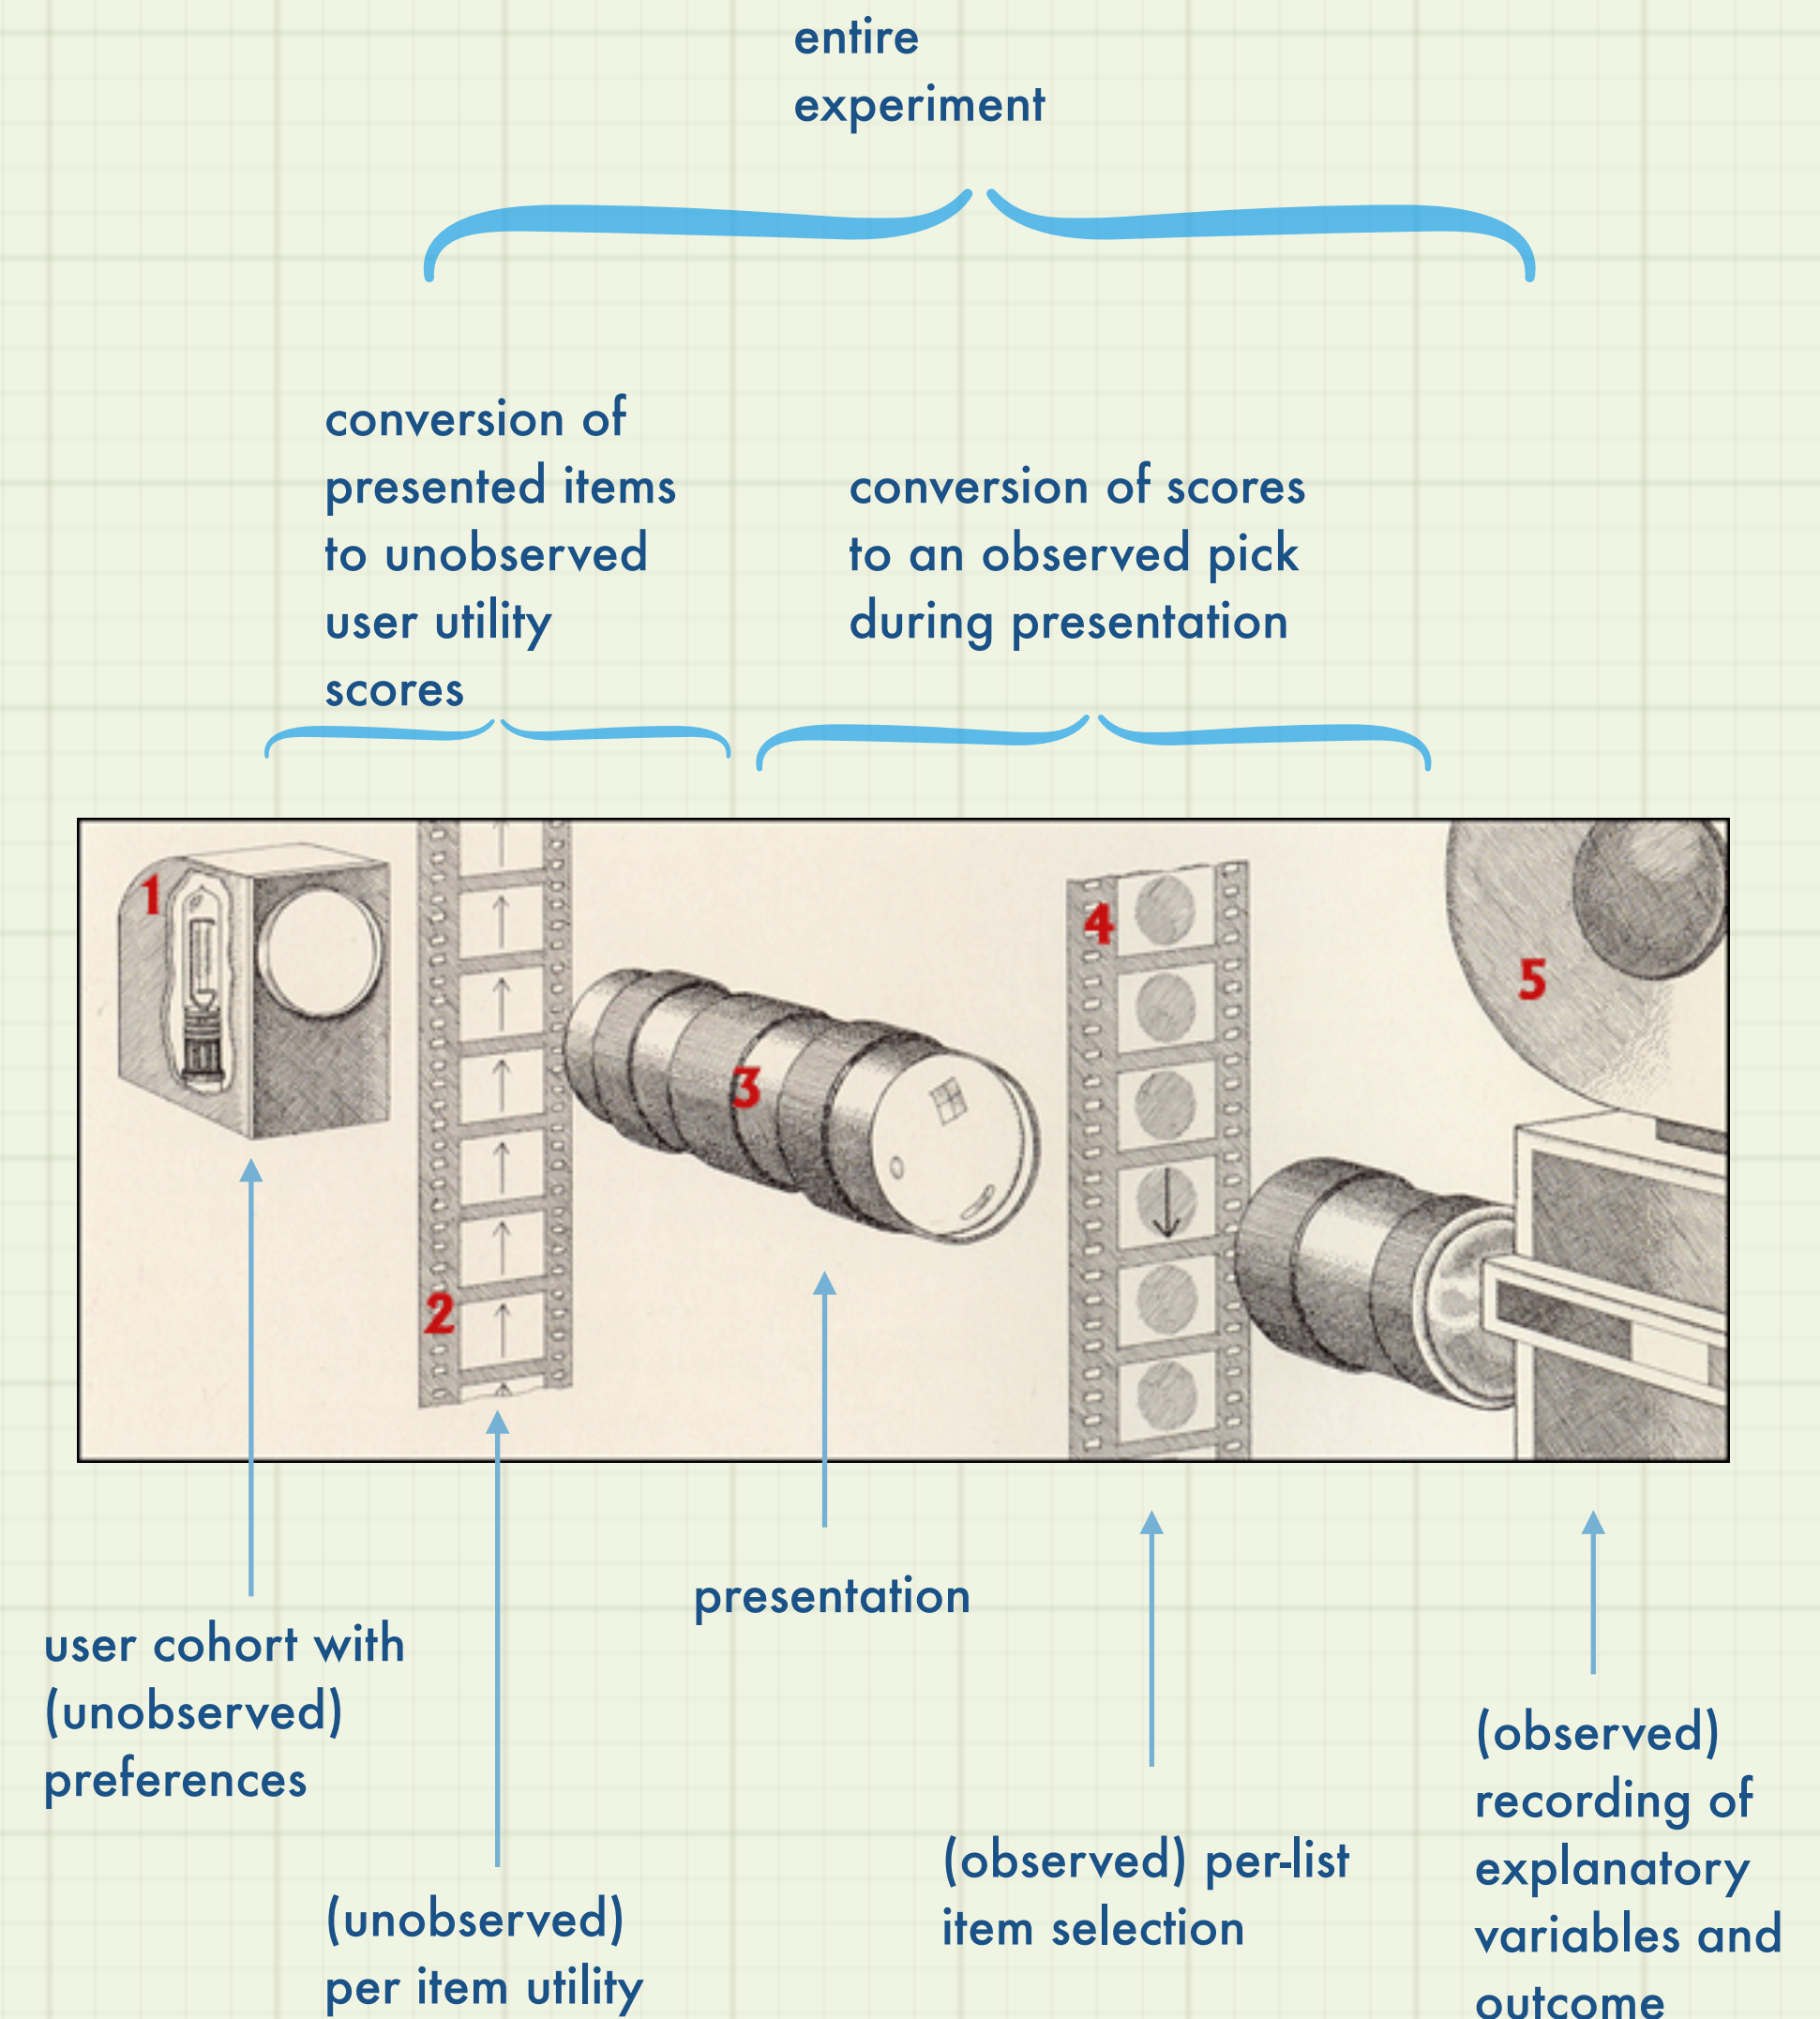 entire
experiment
conversion of
presented items
to unobserved
user utility
scores
conversion of scores
to an observed pick
during presentation
1
2
3
4
5
user cohort with
(unobserved)
preferences
(unobserved)
per item utility
presentation
(observed) per-list
item selection
(observed)
recording of
explanatory
variables and
outcome